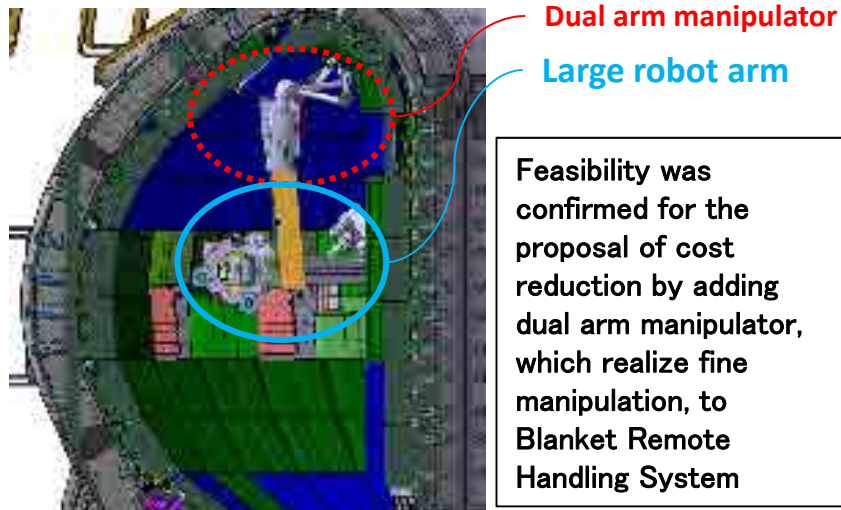 Dual arm manipulator
Large robot arm
Feasibility was
confirmed for the
proposal of cost
reduction by adding
dual arm manipulator,
which realize fine
manipulation, to
Blanket Remote
Handling System